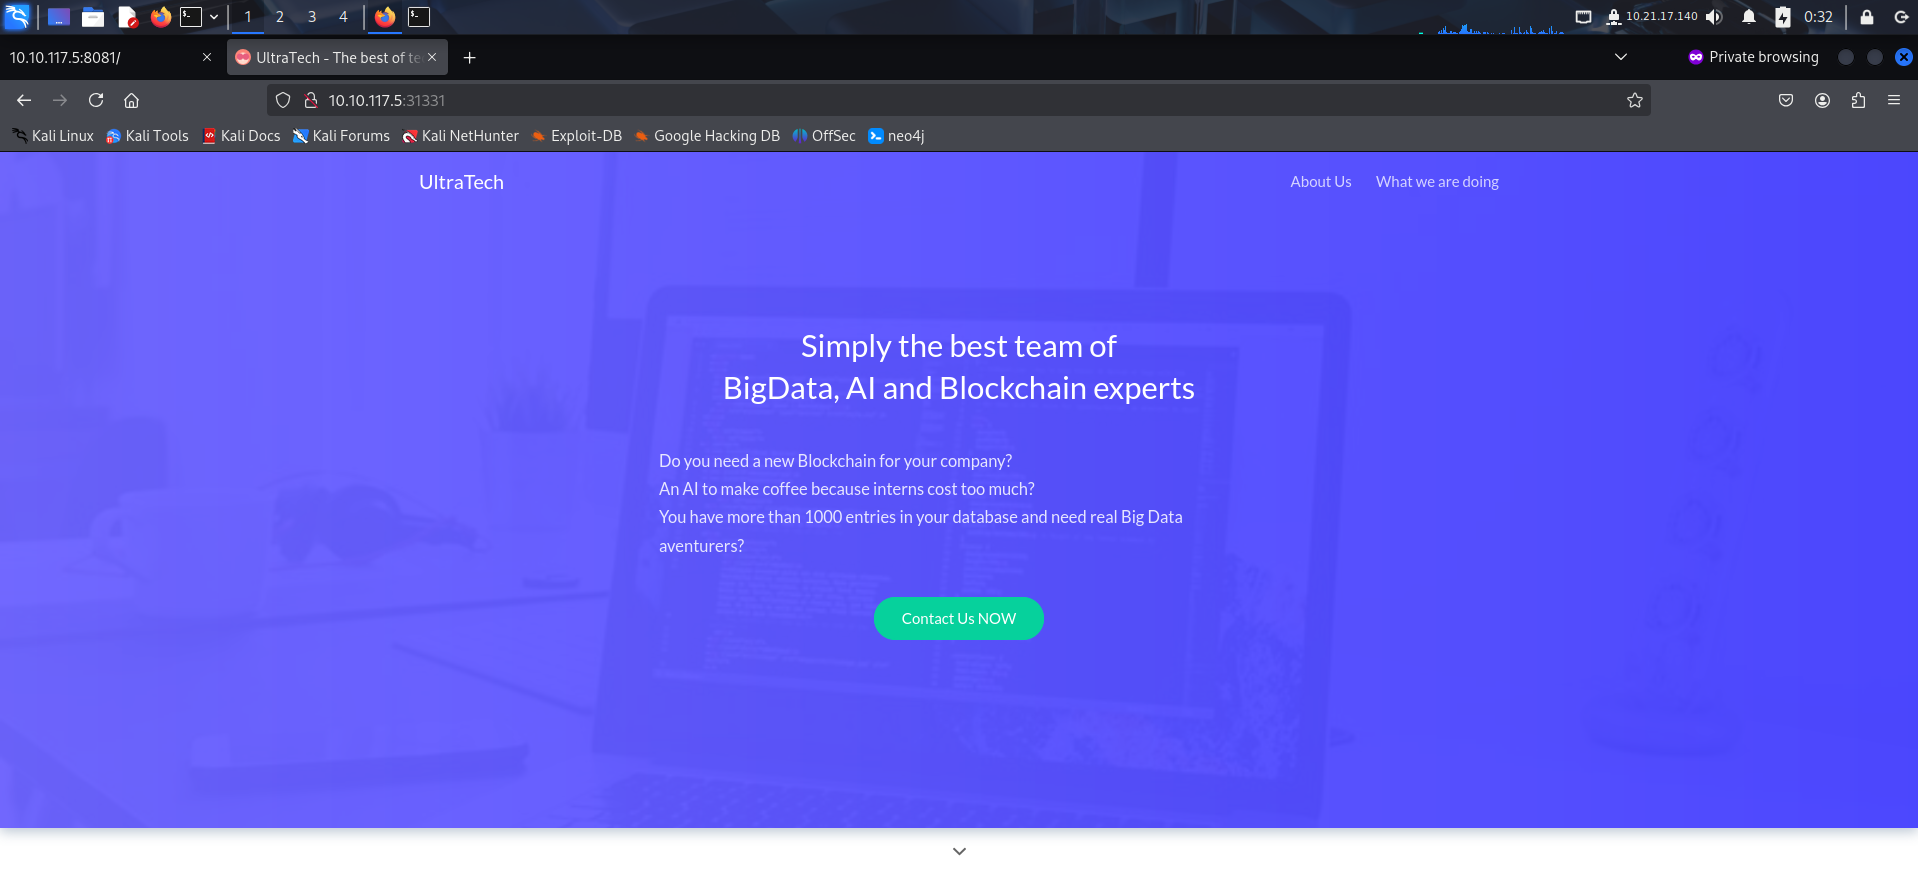 1 2 3 4 10.21.17.140 0:32
10.10.117.5:8081/ UltraTech - The best of te Private browsing
10.10.117.5:31331
Kali Linux Kali Tools Kali Docs Kali Forums Kali NetHunter Exploit-DB Google Hacking DB OffSec neo4j
UltraTech About Us What we are doing
Simply the best team of
BigData, AI and Blockchain experts
Do you need a new Blockchain for your company?
An AI to make coffee because interns cost too much?
You have more than 1000 entries in your database and need real Big Data
aventurers?
Contact Us NOW